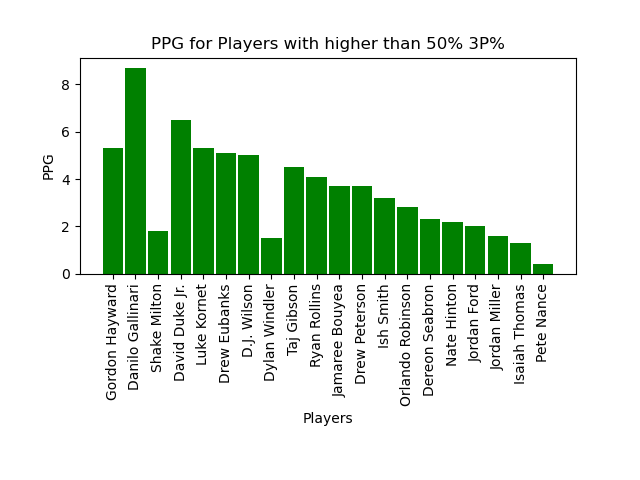 PPG for Players with higher than 50% 3P%
PPG
8
6
4
2
0
Gordon Hayward
Danilo Gallinari
Shake Milton
David Duke Jr.
Luke Kornet
Drew Eubanks
D.J. Wilson
Dylan Windler
Taj Gibson
Ryan Rollins
Jamaree Bouyea
Drew Peterson
Ish Smith
Orlando Robinson
Dereon Seabron
Nate Hinton
Jordan Ford
Jordan Miller
Isaiah Thomas
Pete Nance
Players